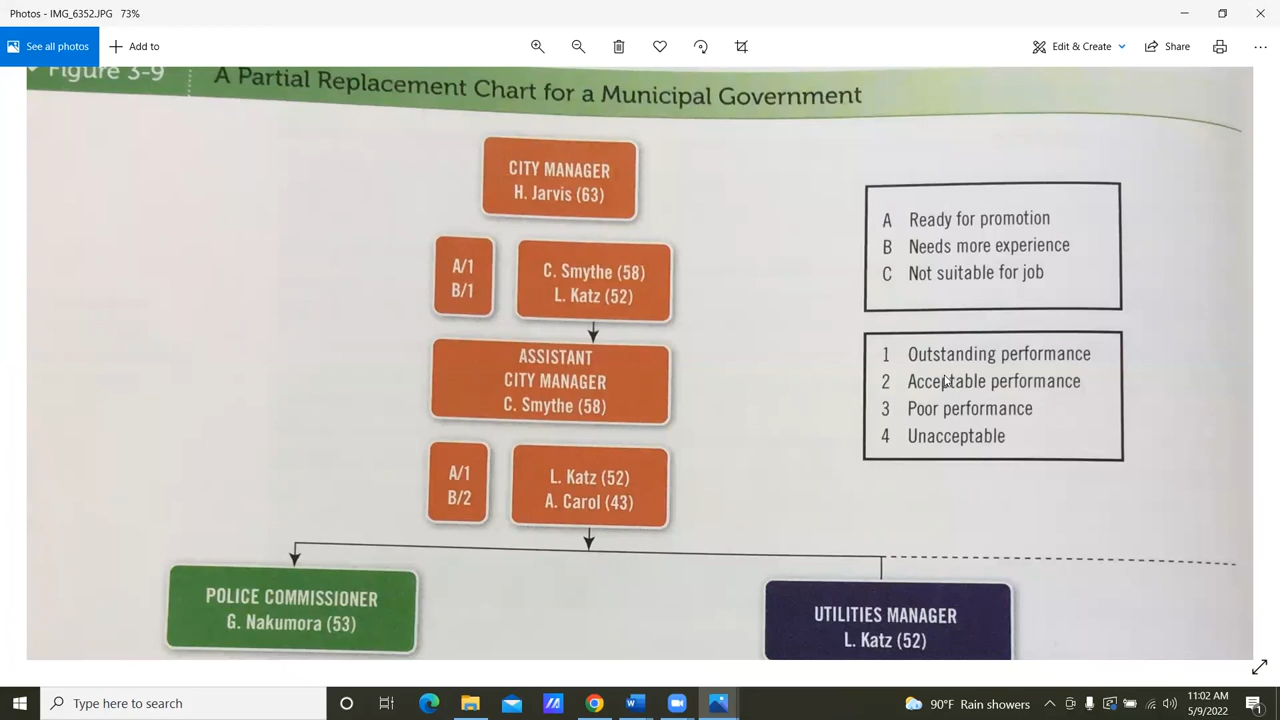 Photos - IMG_6352.JPG 73%
See all photos
Add to
Edit & Create
Share
Figure 3-9
A Partial Replacement Chart for a Municipal Government
CITY MANAGER
H. Jarvis (63)
A/1
B/1
C. Smythe (58)
L. Katz (52)
ASSISTANT
CITY MANAGER
C. Smythe (58)
A/1
B/2
L. Katz (52)
A. Carol (43)
POLICE COMMISSIONER
G. Nakumora (53)
UTILITIES MANAGER
L. Katz (52)
A Ready for promotion
B Needs more experience
C Not suitable for job
1 Outstanding performance
2 Acceptable performance
3 Poor performance
4 Unacceptable
Type here to search
90°F Rain showers
11:02 AM
5/9/2022
1